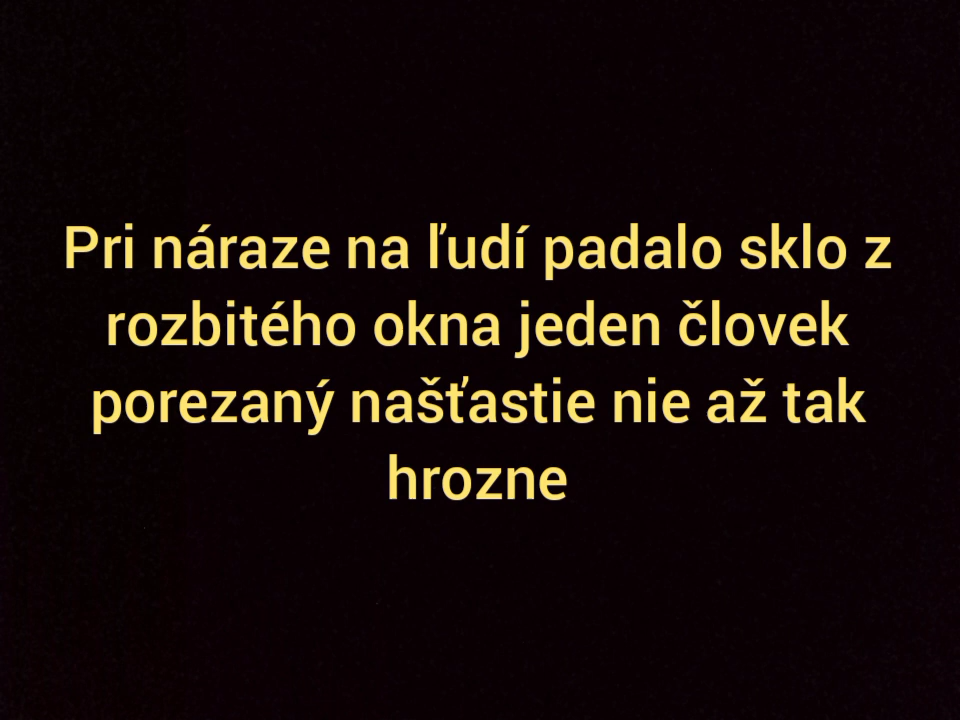 Pri náraze na ľudí padalo sklo z
rozbitého okna jeden človek
porezaný našťastie nie až tak
hrozne